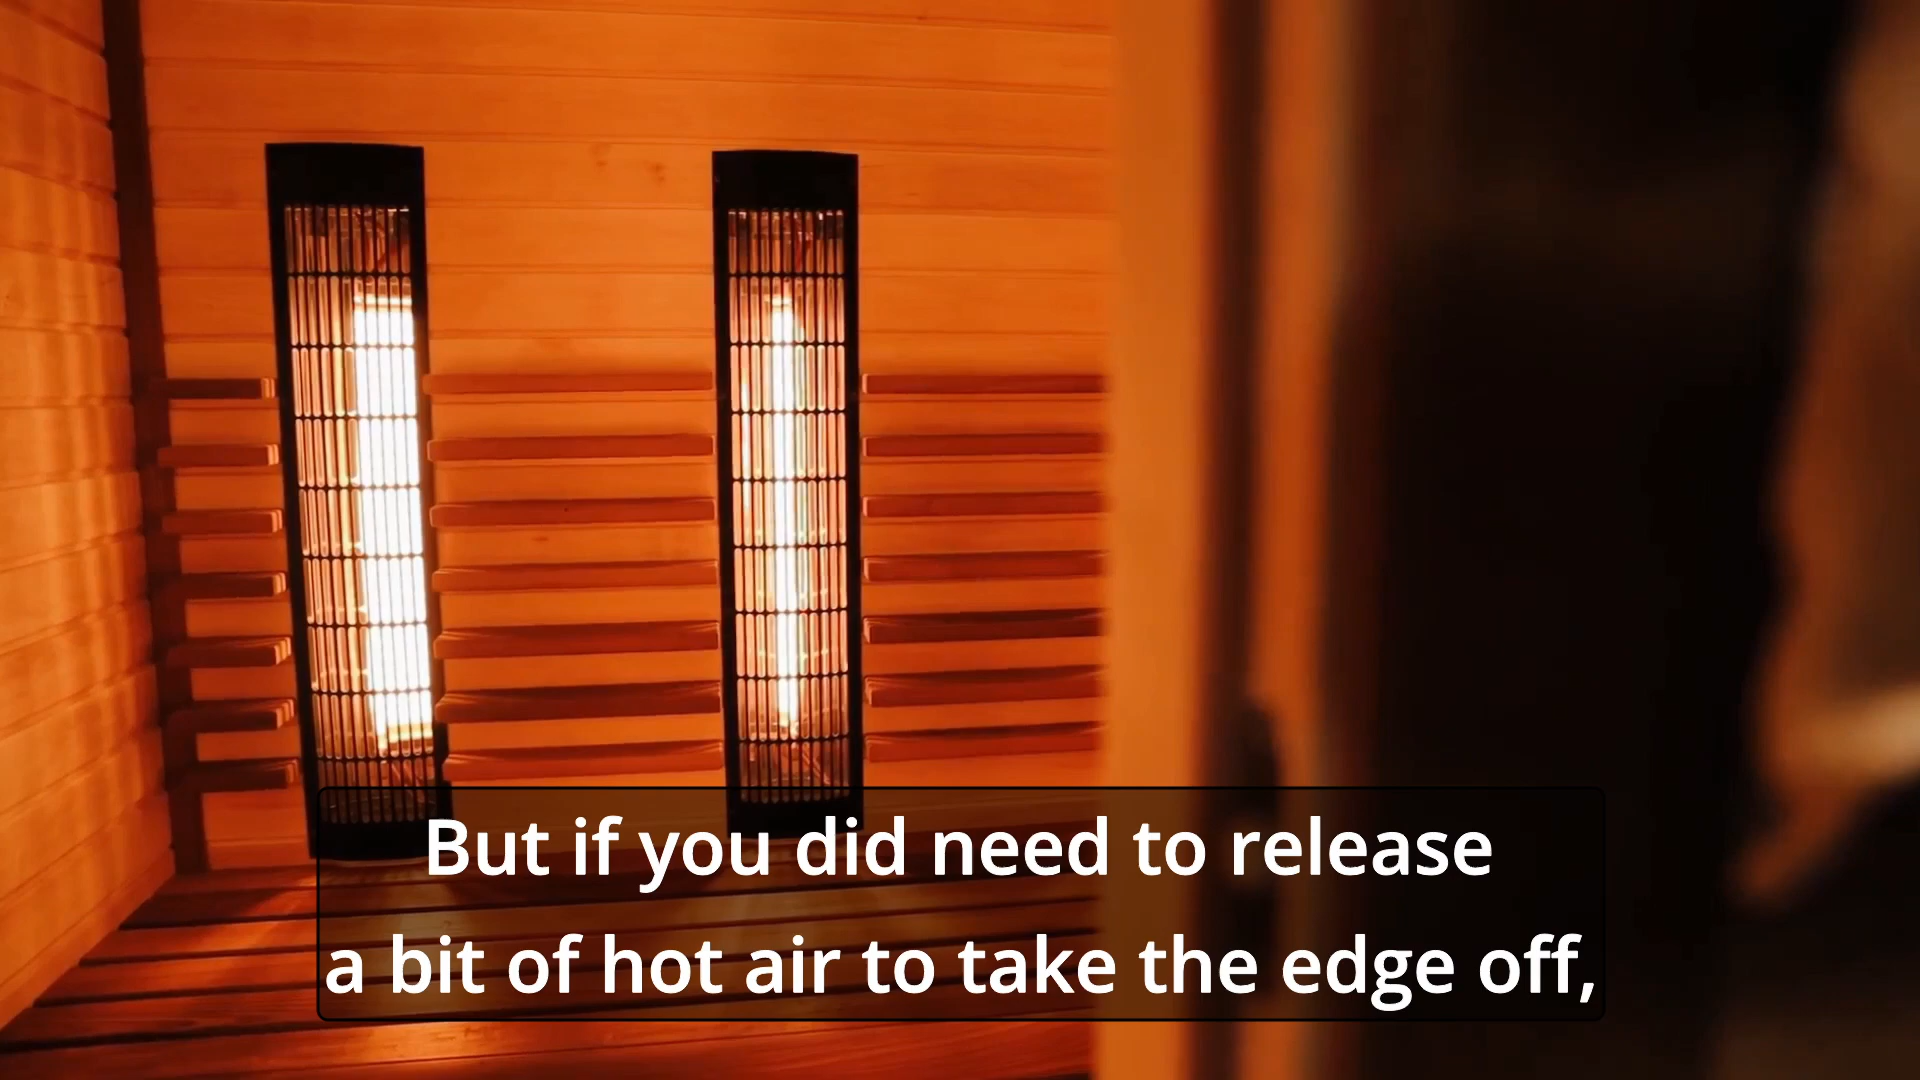 But if you did need to release
a bit of hot air to take the edge off,